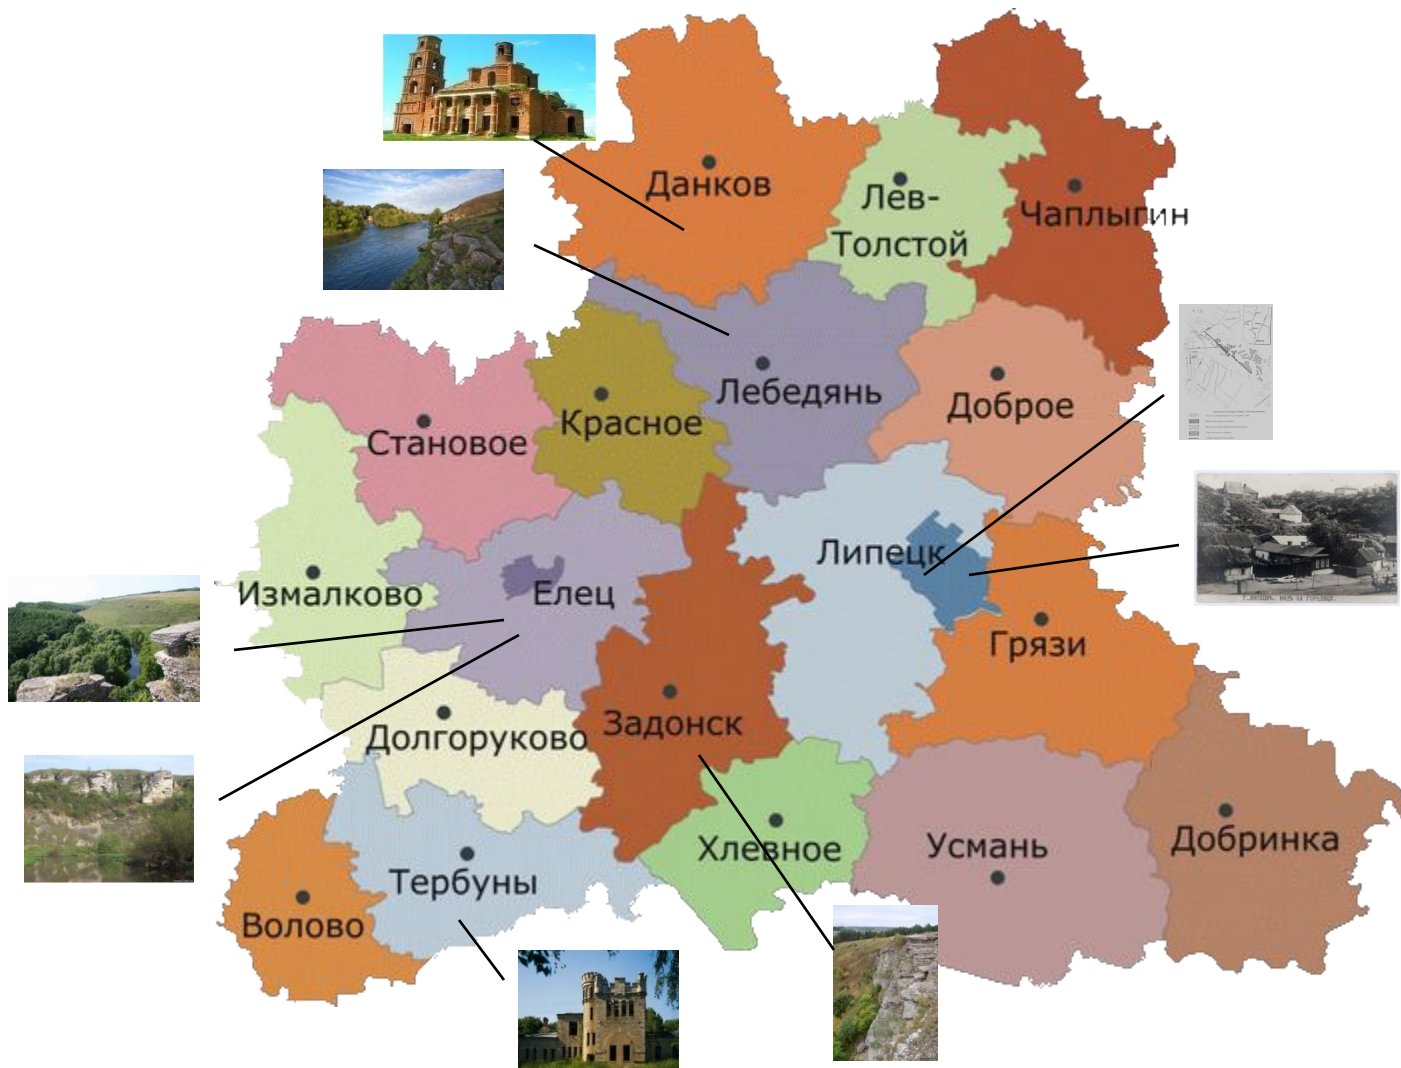 Данков
Лев-
Толстой
Чаплыгин
Лебедянь
Доброе
Красное
Становое
Липецк
Елец
Измалково
Грязи
Задонск
Долгоруково
Хлевное
Усмань
Добринка
Тербуны
Волово